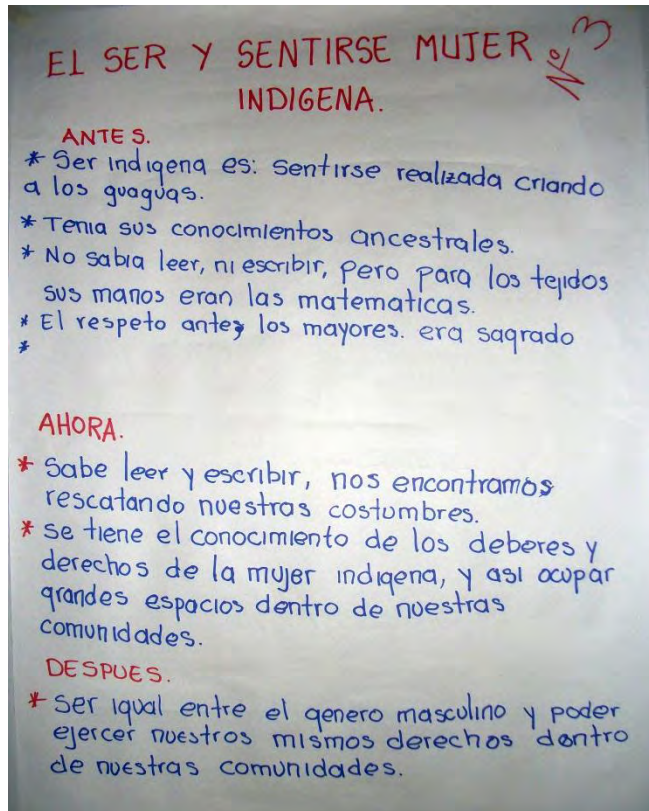 EL SER Y SENTIRSE MUJER Nº 3
INDIGENA.
ANTES.
* Ser indigena es: sentirse realizada criando
a los guaguas.
* Tenia sus conocimientos ancestrales.
* No sabia leer, ni escribir, pero para los tejidos
sus manos eran las matematicas.
* El respeto antes los mayores. era sagrado
*
AHORA.
* Sabe leer y escribir, nos encontramos
rescatando nuestras costumbres.
* se tiene el conocimiento de los deberes y
derechos de la mujer indigena, y asi ocupar
grandes espacios dentro de nuestras
comunidades.
DESPUES.
* Ser igual entre el genero masculino y poder
ejercer nuestros mismos derechos dentro
de nuestras comunidades.